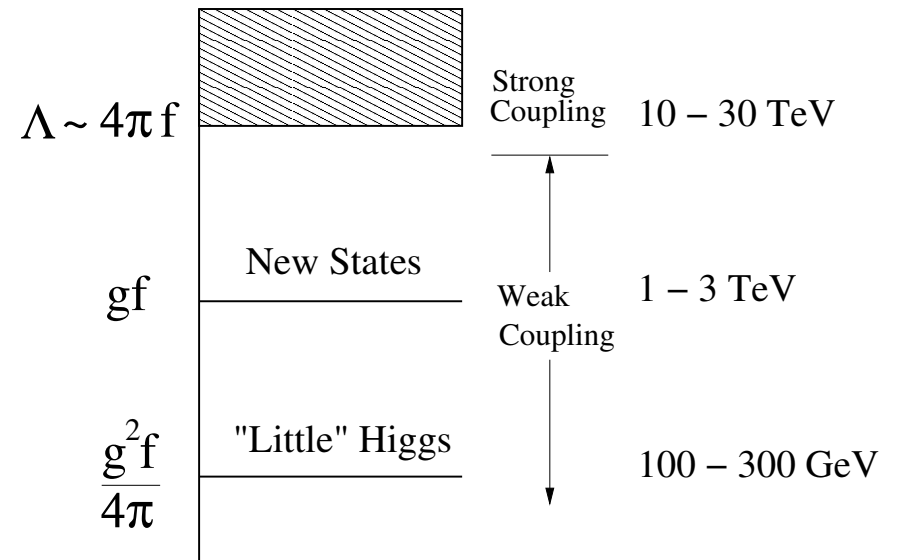 Strong
Coupling
Λ ~ 4π f
10 – 30 TeV
New States
gf
Weak
Coupling
1 – 3 TeV
"Little" Higgs
g²f
4π
100 – 300 GeV